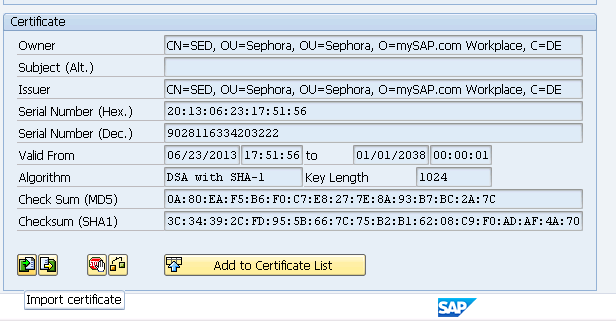 Certificate
Owner CN=SED, OU=Sephora, OU=Sephora, O=mySAP.com Workplace, C=DE
Subject (Alt.)
Issuer CN=SED, OU=Sephora, OU=Sephora, O=mySAP.com Workplace, C=DE
Serial Number (Hex.) 20:13:06:23:17:51:56
Serial Number (Dec.) 9028116334203222
Valid From 06/23/2013 17:51:56 to 01/01/2038 00:00:01
Algorithm DSA with SHA-1 Key Length 1024
Check Sum (MD5) 0A:80:EA:F5:B6:F0:C7:E8:27:7E:8A:93:B7:BC:2A:7C
Checksum (SHA1) 3C:34:39:2C:FD:95:5B:66:7C:75:B2:B1:62:08:C9:F0:AD:AF:4A:70
Add to Certificate List
Import certificate
SAP